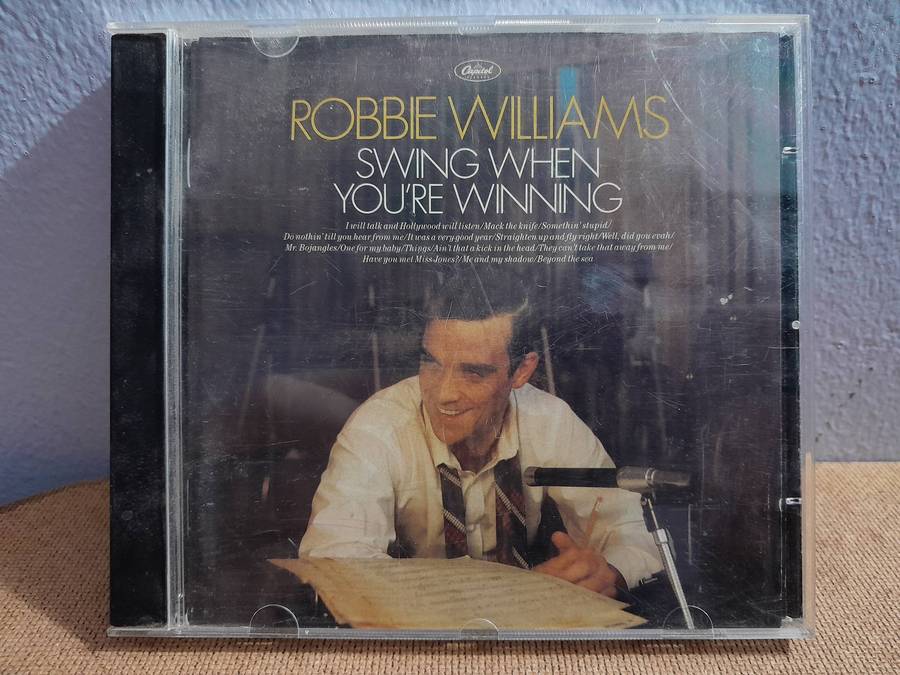 Capitol
ROBBIE WILLIAMS
SWING WHEN
YOU'RE WINNING
I will talk and Hollywood will listen/Mack the knife/Somethin' stupid/
Do nothin' till you hear from me/It was a very good year/Straighten up and fly right/Well, did you evah/
Mr. Bojangles/One for my baby/Things/Ain't that a kick in the head/They can't take that away from me/
Have you met Miss Jones?/Me and my shadow/Beyond the sea